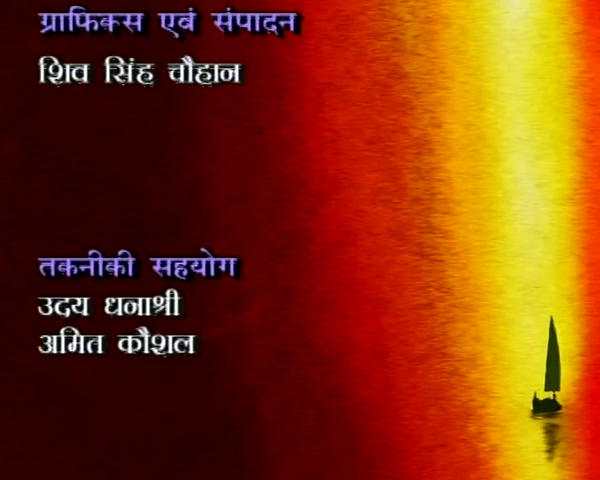 ग्राफिक्स एवं संपादन
शिव सिंह चौहान
तकनीकी सहयोग
उदय धनाश्री
अमित कौशल